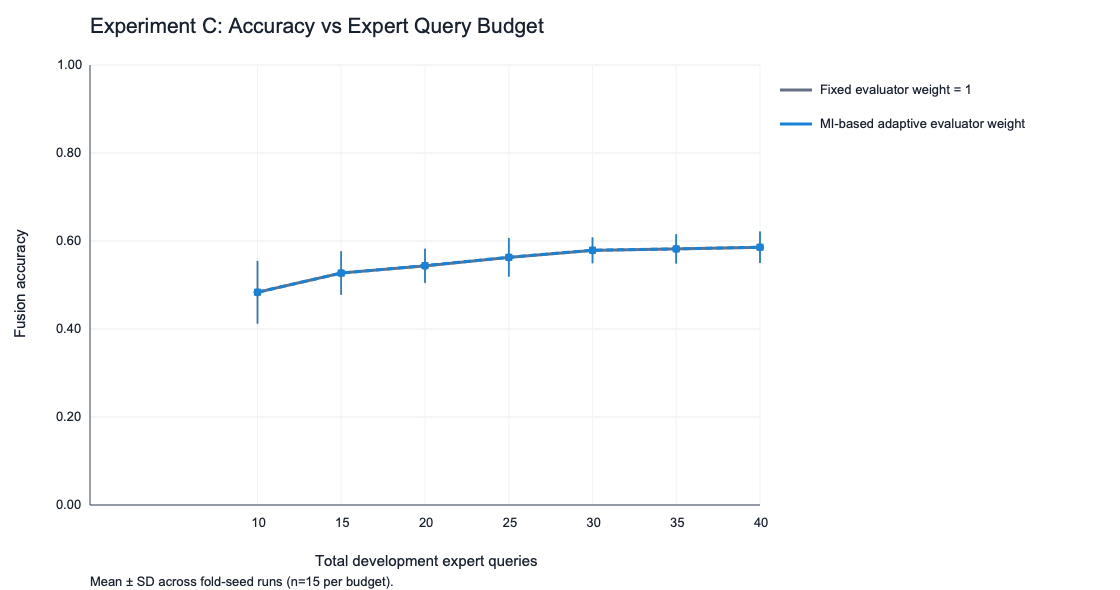 Experiment C: Accuracy vs Expert Query Budget
1.00
0.80
0.60
0.40
0.20
0.00
Fusion accuracy
10 15 20 25 30 35 40
Total development expert queries
Mean ± SD across fold-seed runs (n=15 per budget).
Fixed evaluator weight = 1
MI-based adaptive evaluator weight